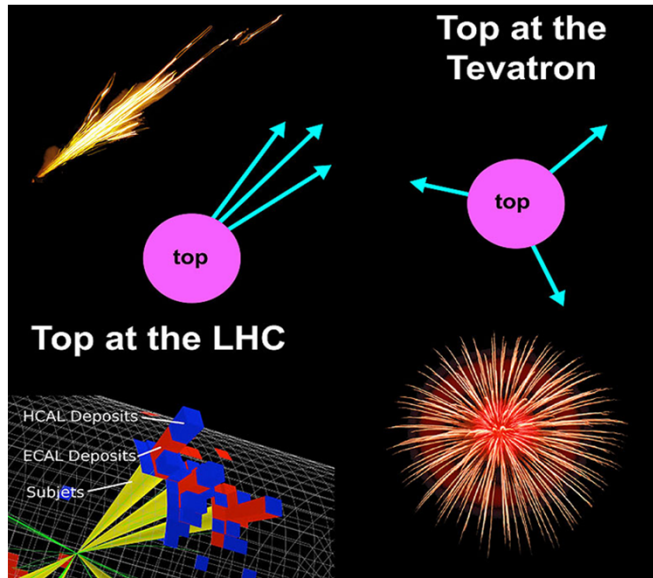 Top at the
Tevatron
top
top
Top at the LHC
HCAL Deposits
ECAL Deposits
Subjets